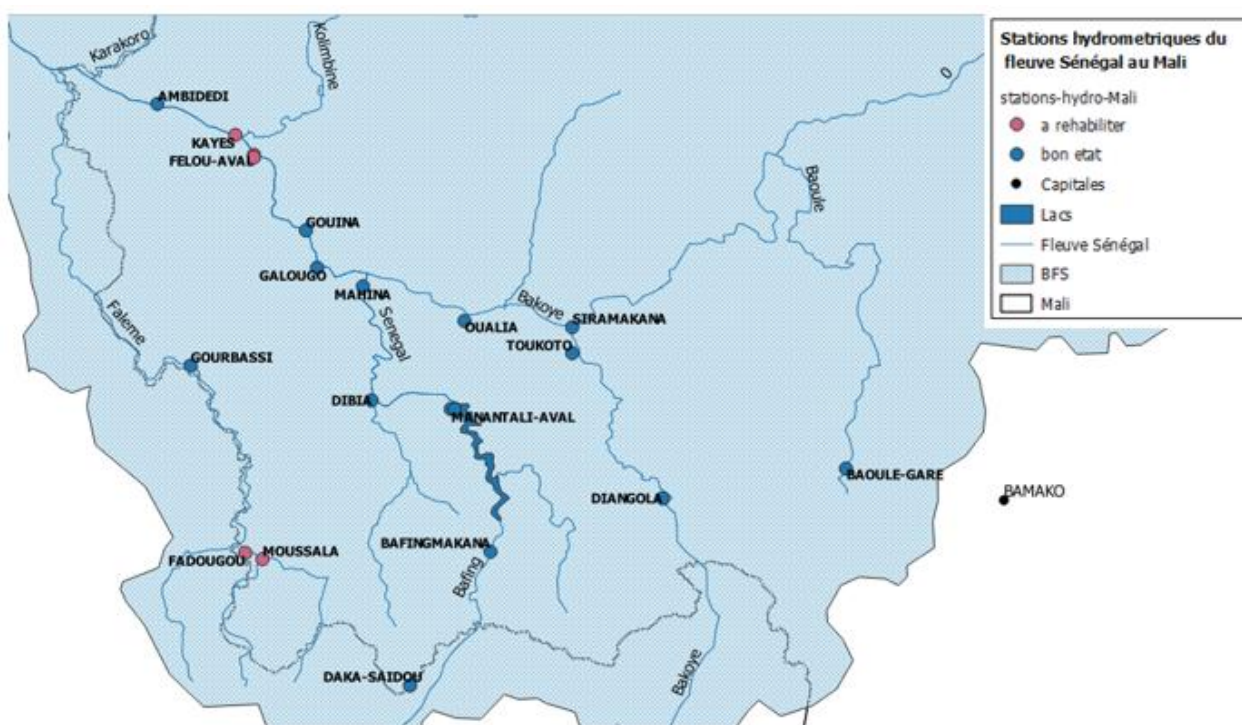 Stations hydrometriques du
fleuve Sénégal au Mali
stations-hydro-Mali
a rehabiliter
bon etat
Capitales
Lacs
Fleuve Sénégal
BFS
Mali
Karakoro
Kolimbine
0
AMBIDEDI
KAYES
FELOU-AVAL
Baoule
GOUINA
GALOUGO
MAHINA
Bakoye
Faleme
Senegal
OUALIA
SIRAMAKANA
TOUKOTO
GOURBASSI
DIBIA
MANANTALI-AVAL
BAOULE-GARE
BAMAKO
DIANGOLA
BAFINGMAKANA
FADOUGOU
MOUSSALA
Bafing
Bakoye
DAKA-SAIDOU